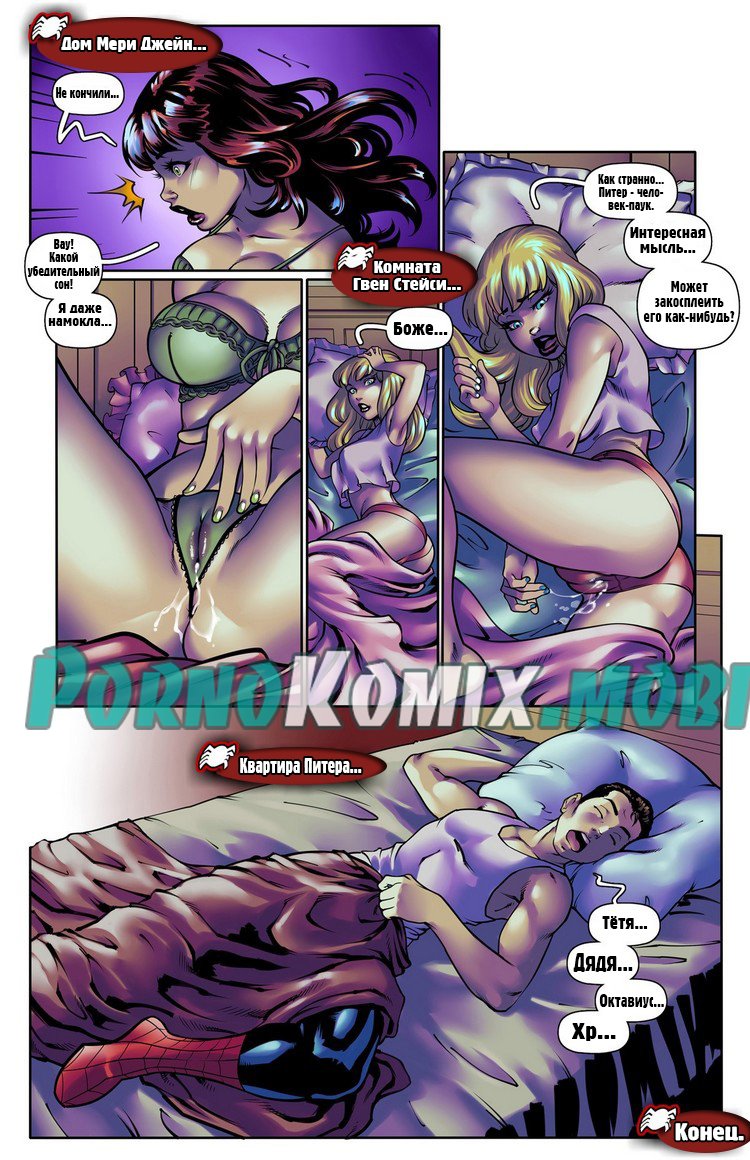 Дом Мери Джейн...
Не кончили...
Вау!
Какой
убедительный
сон!
Я даже
намокла...
Комната
Гвен Стейси...
Боже...
Как странно...
Питер - чело-
век-паук.
Интересная
мысль...
Может
закосплеить
его как-нибудь?
PornoKomix.mobi
Квартира Питера...
Тётя...
Дядя...
Октавиус...
Хр...
Конец.